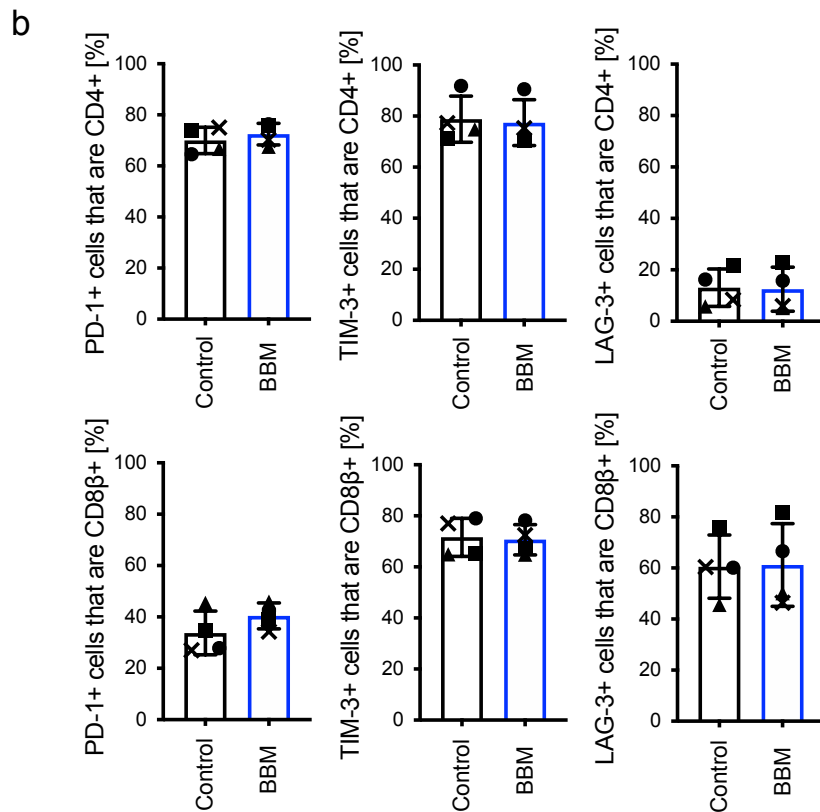 b
PD-1+ cells that are CD4+ [%]
100
80
60
40
20
0
Control
BBM
TIM-3+ cells that are CD4+ [%]
100
80
60
40
20
0
Control
BBM
LAG-3+ cells that are CD4+ [%]
100
80
60
40
20
0
Control
BBM
PD-1+ cells that are CD8β+ [%]
100
80
60
40
20
0
Control
BBM
TIM-3+ cells that are CD8β+ [%]
100
80
60
40
20
0
Control
BBM
LAG-3+ cells that are CD8β+ [%]
100
80
60
40
20
0
Control
BBM